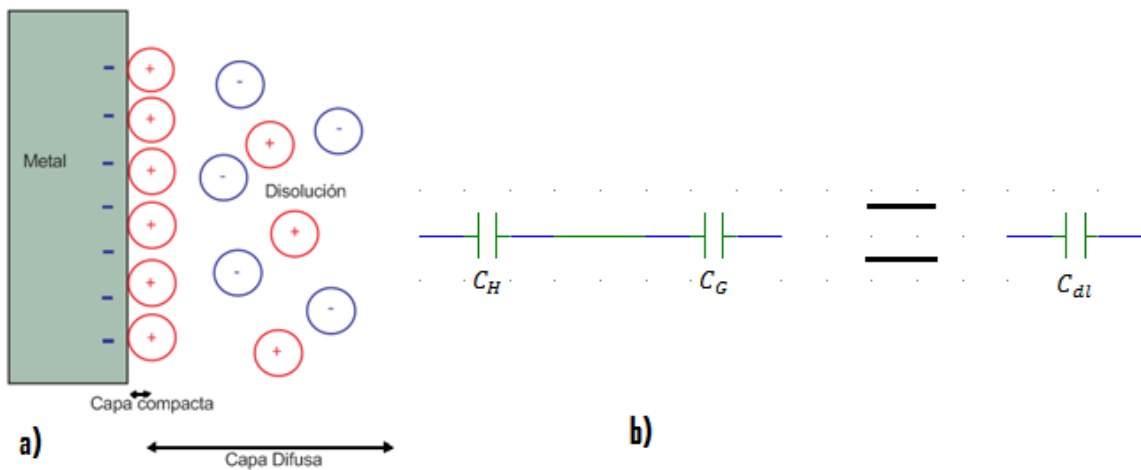 Metal
Disolución
Capa compacta
Capa Difusa
a)
C_H
C_G
C_dl
b)